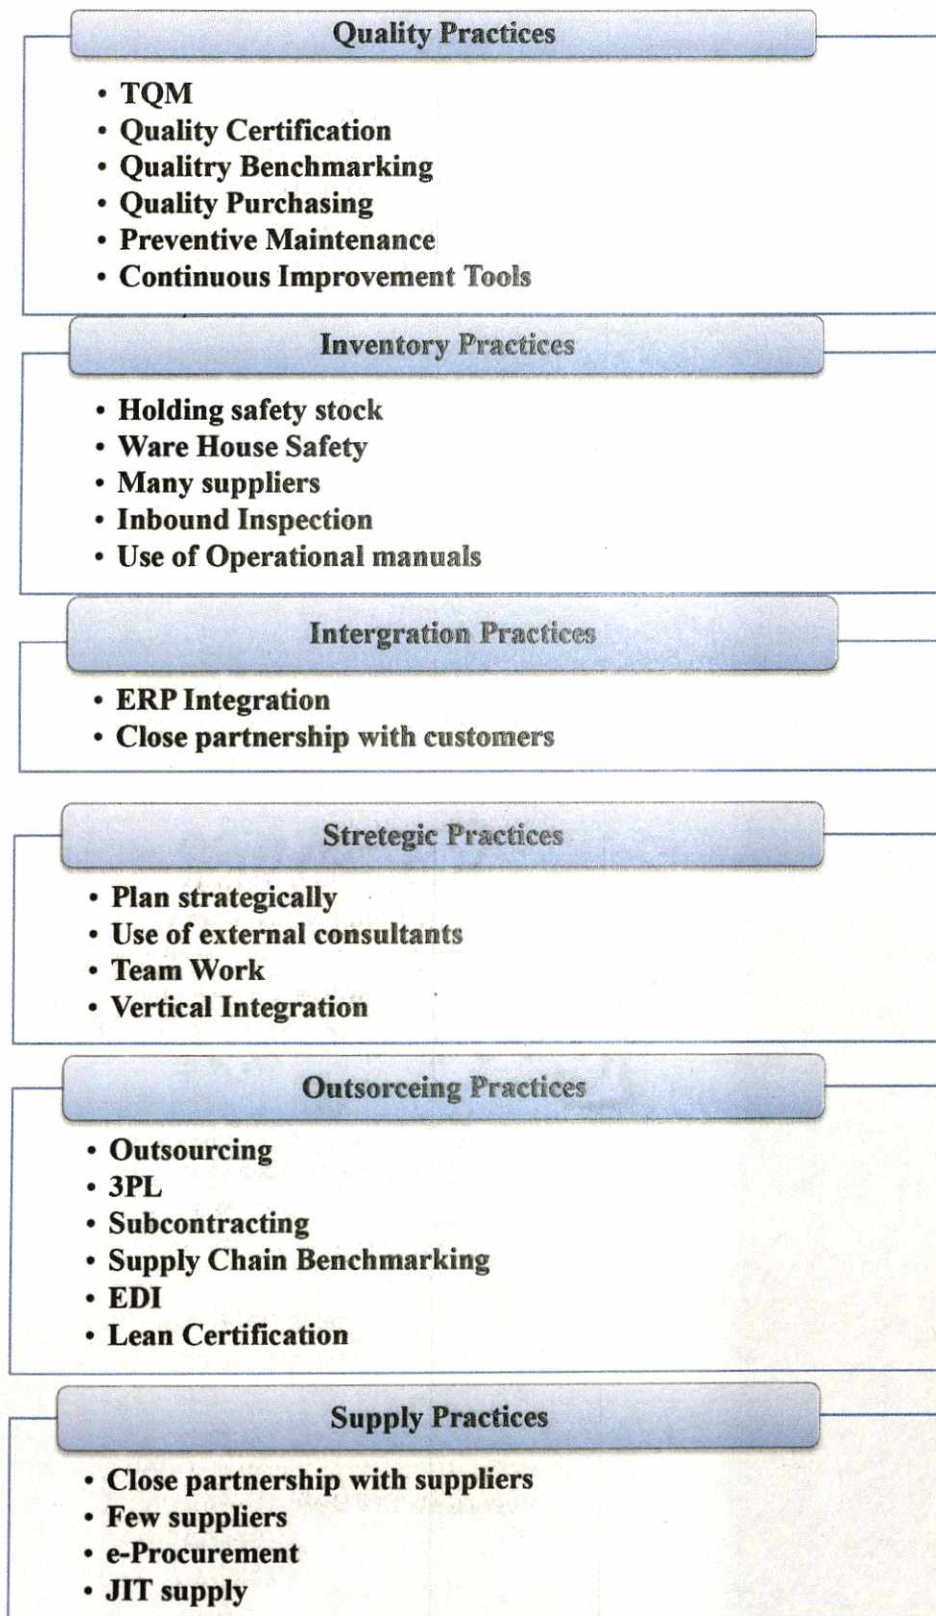 Quality Practices
• TQM
• Quality Certification
• Qualitry Benchmarking
• Quality Purchasing
• Preventive Maintenance
• Continuous Improvement Tools
Inventory Practices
• Holding safety stock
• Ware House Safety
• Many suppliers
• Inbound Inspection
• Use of Operational manuals
Intergration Practices
• ERP Integration
• Close partnership with customers
Stretegic Practices
• Plan strategically
• Use of external consultants
• Team Work
• Vertical Integration
Outsorceing Practices
• Outsourcing
• 3PL
• Subcontracting
• Supply Chain Benchmarking
• EDI
• Lean Certification
Supply Practices
• Close partnership with suppliers
• Few suppliers
• e-Procurement
• JIT supply